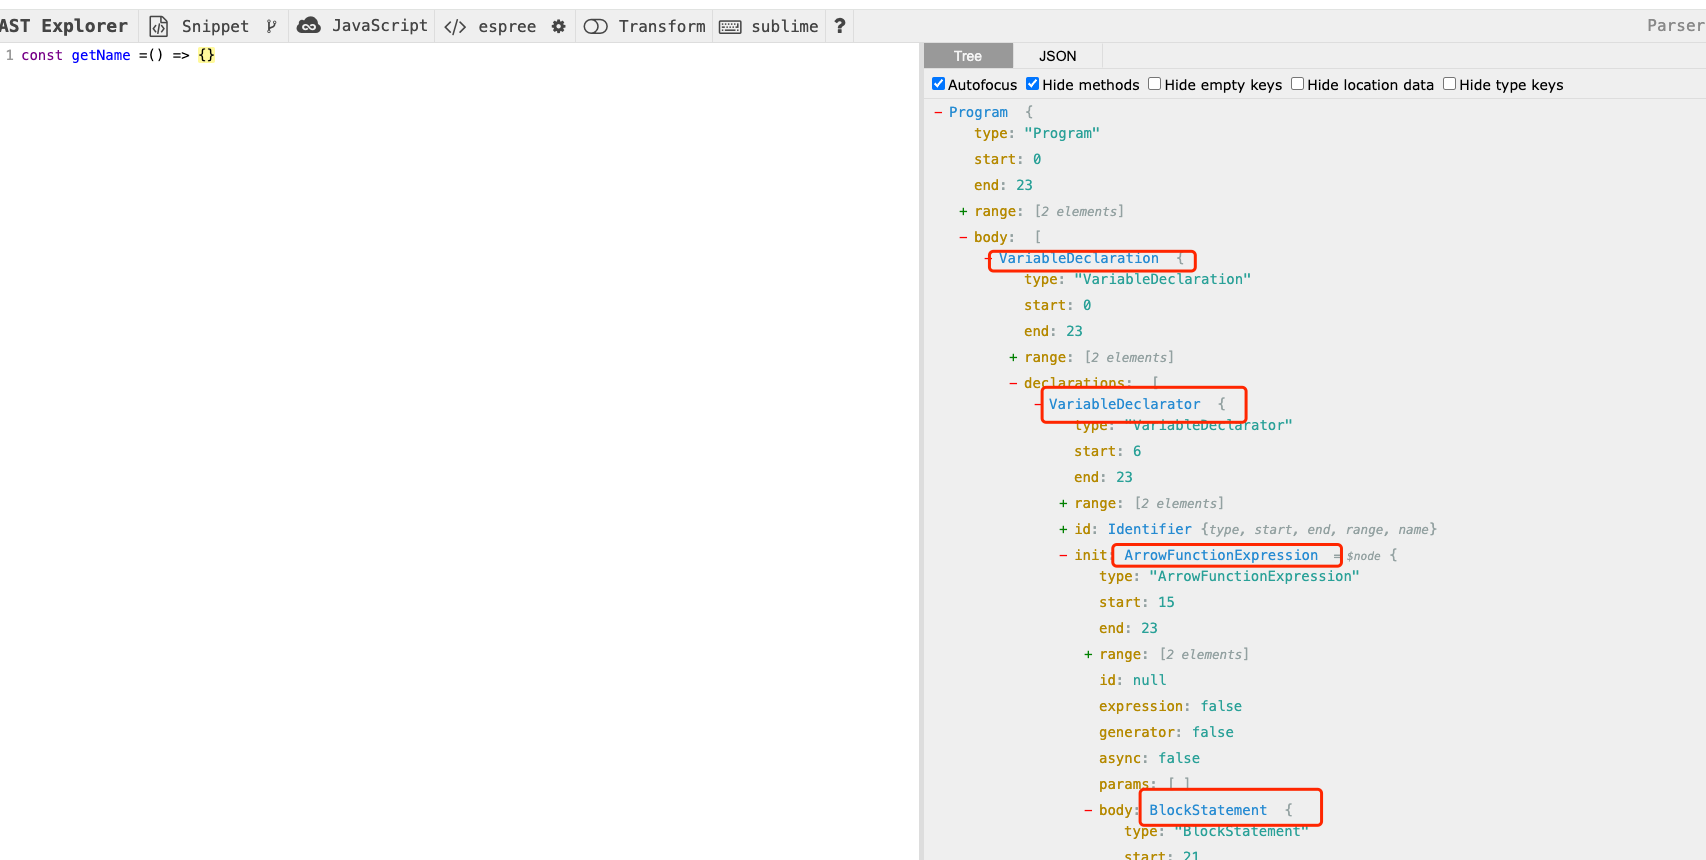 AST Explorer Snippet JavaScript </> espree Transform sublime ? Parser
1 const getName =() => {}
Tree JSON
Autofocus Hide methods Hide empty keys Hide location data Hide type keys
- Program {
type: "Program"
start: 0
end: 23
+ range: [2 elements]
- body: [
- VariableDeclaration {
type: "VariableDeclaration"
start: 0
end: 23
+ range: [2 elements]
- declarations: [
- VariableDeclarator {
type: "VariableDeclarator"
start: 6
end: 23
+ range: [2 elements]
+ id: Identifier {type, start, end, range, name}
- init: ArrowFunctionExpression = $node {
type: "ArrowFunctionExpression"
start: 15
end: 23
+ range: [2 elements]
id: null
expression: false
generator: false
async: false
params: [ ]
- body: BlockStatement {
type: "BlockStatement"
start: 21